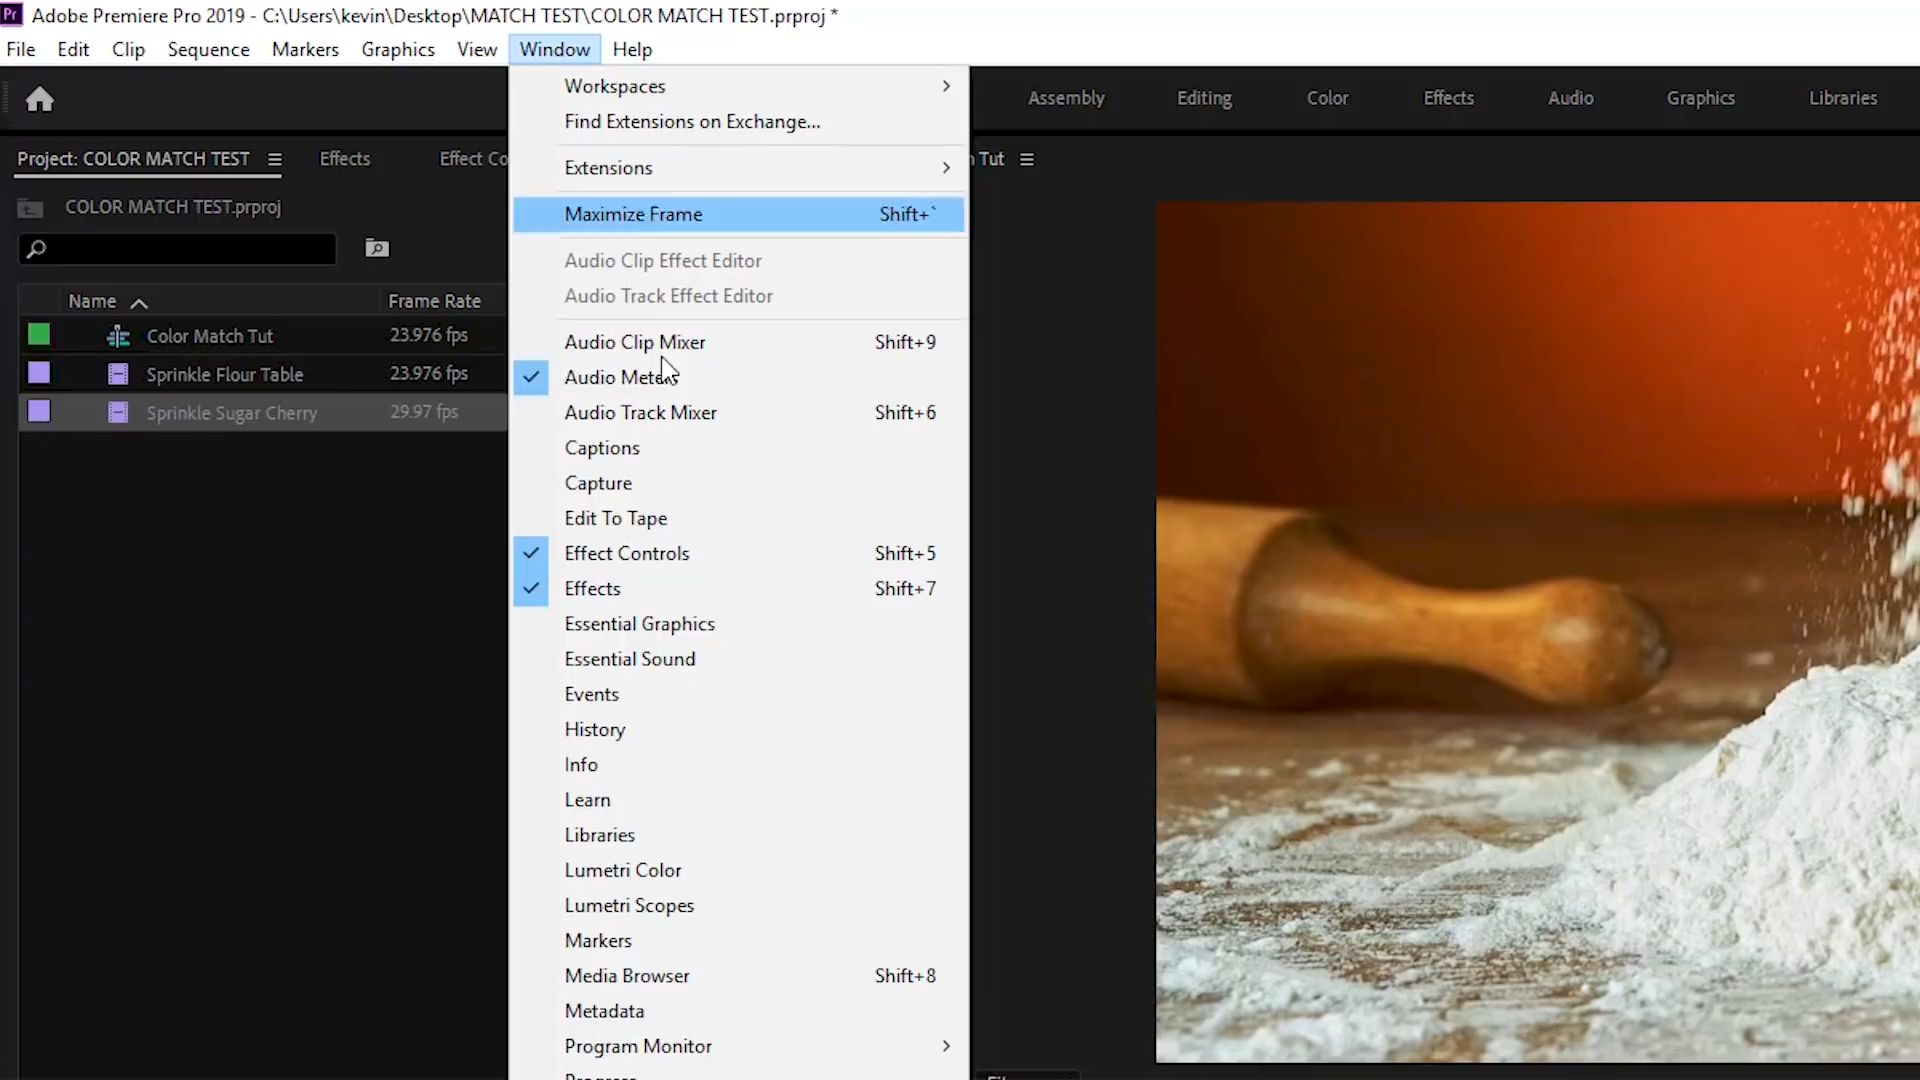 Pr Adobe Premiere Pro 2019 - C:\Users\kevin\Desktop\MATCH TEST\COLOR MATCH TEST.prproj *
File Edit Clip Sequence Markers Graphics View Window Help
Assembly Editing Color Effects Audio Graphics Libraries
Project: COLOR MATCH TEST Effects Effect Co
Tut
COLOR MATCH TEST.prproj
Name Frame Rate
Color Match Tut 23.976 fps
Sprinkle Flour Table 23.976 fps
Sprinkle Sugar Cherry 29.97 fps
Workspaces
Find Extensions on Exchange...
Extensions
Maximize Frame Shift+`
Audio Clip Effect Editor
Audio Track Effect Editor
Audio Clip Mixer Shift+9
Audio Meters
Audio Track Mixer Shift+6
Captions
Capture
Edit To Tape
Effect Controls Shift+5
Effects Shift+7
Essential Graphics
Essential Sound
Events
History
Info
Learn
Libraries
Lumetri Color
Lumetri Scopes
Markers
Media Browser Shift+8
Metadata
Program Monitor